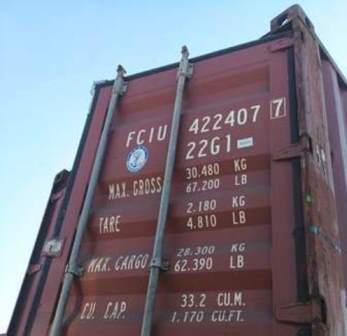 FCIU 422407 7
22G1
MAX. GROSS 30.480 KG
67.200 LB
TARE 2.180 KG
4.810 LB
MAX. CARGO 28.300 KG
62.390 LB
CU. CAP. 33.2 CU.M.
1.170 CU.FT.